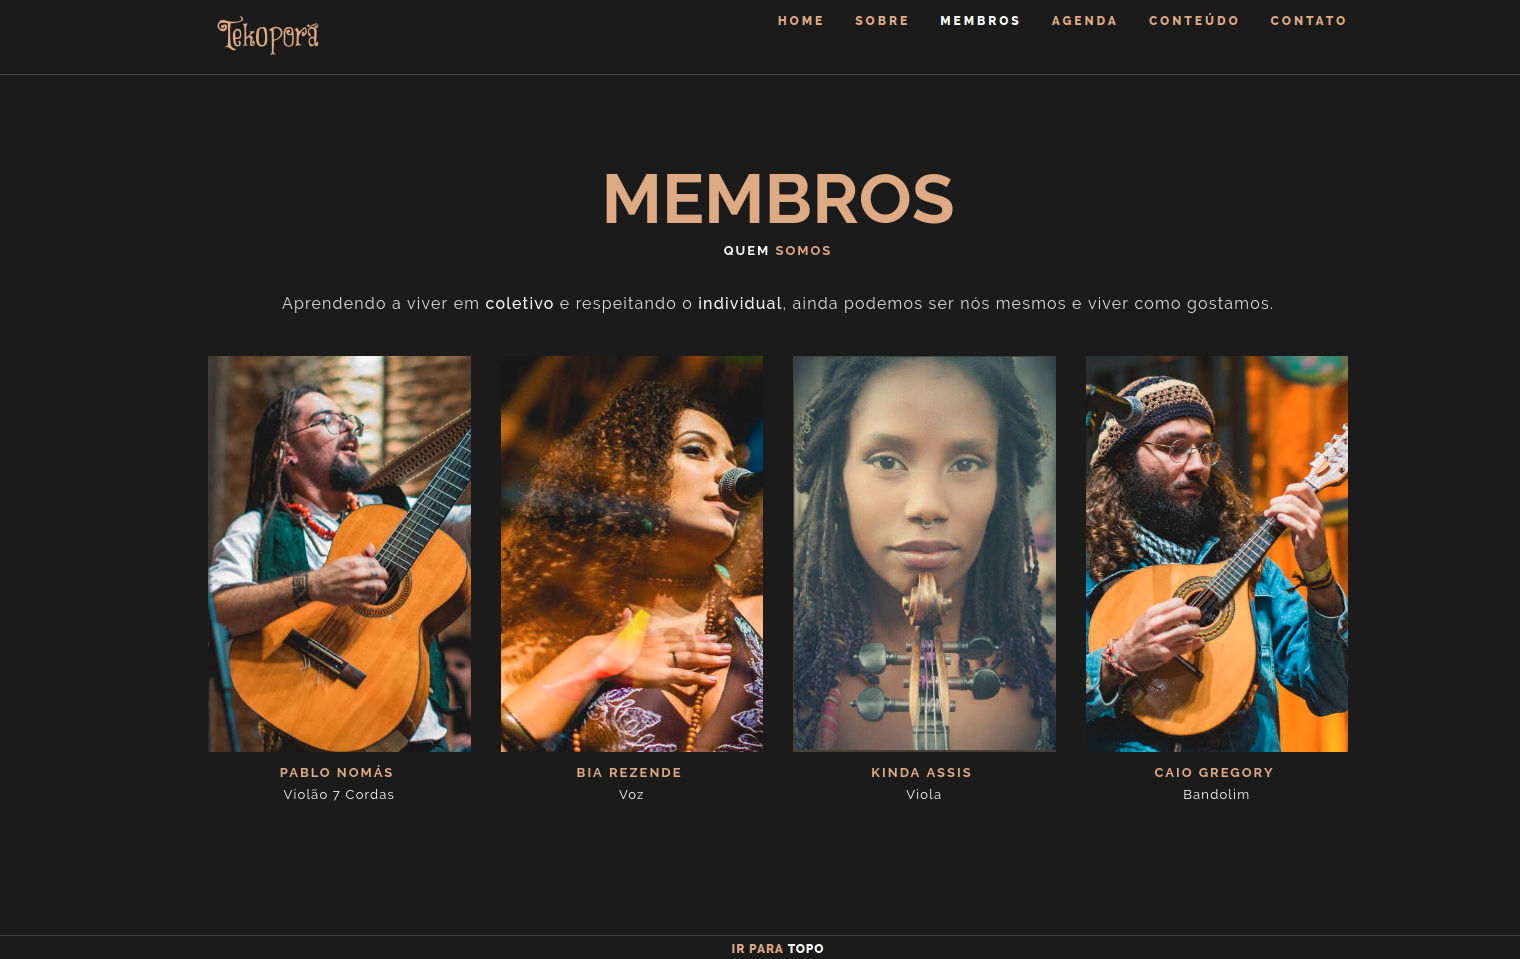 Tekoporã
HOME SOBRE MEMBROS AGENDA CONTEÚDO CONTATO
MEMBROS
QUEM SOMOS
Aprendendo a viver em coletivo e respeitando o individual, ainda podemos ser nós mesmos e viver como gostamos.
PABLO NOMÁS
Violão 7 Cordas
BIA REZENDE
Voz
KINDA ASSIS
Viola
CAIO GREGORY
Bandolim
IR PARA TOPO